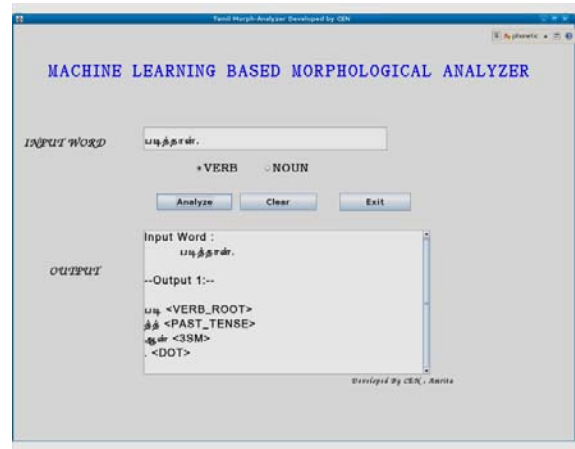 Tamil Morph-Analyzer Developed by CEN
phonetic
MACHINE LEARNING BASED MORPHOLOGICAL ANALYZER
INPUT WORD
படித்தான்.
VERB NOUN
Analyze Clear Exit
OUTPUT
Input Word :
படித்தான்.
--Output 1:--
படி <VERB_ROOT>
த்த் <PAST_TENSE>
ஆன் <3SM>
. <DOT>
Developed By CEN , Amrita